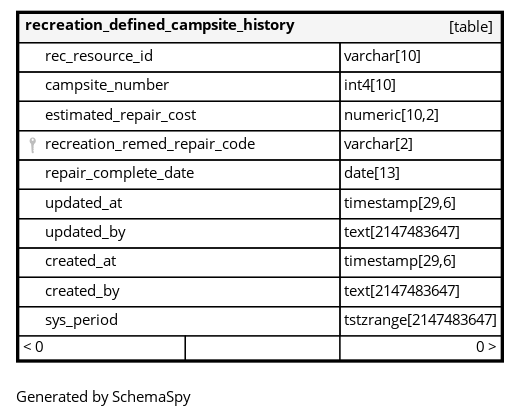 recreation_defined_campsite_history [table]
rec_resource_id varchar[10]
campsite_number int4[10]
estimated_repair_cost numeric[10,2]
recreation_remed_repair_code varchar[2]
repair_complete_date date[13]
updated_at timestamp[29,6]
updated_by text[2147483647]
created_at timestamp[29,6]
created_by text[2147483647]
sys_period tstzrange[2147483647]
< 0 0 >
Generated by SchemaSpy